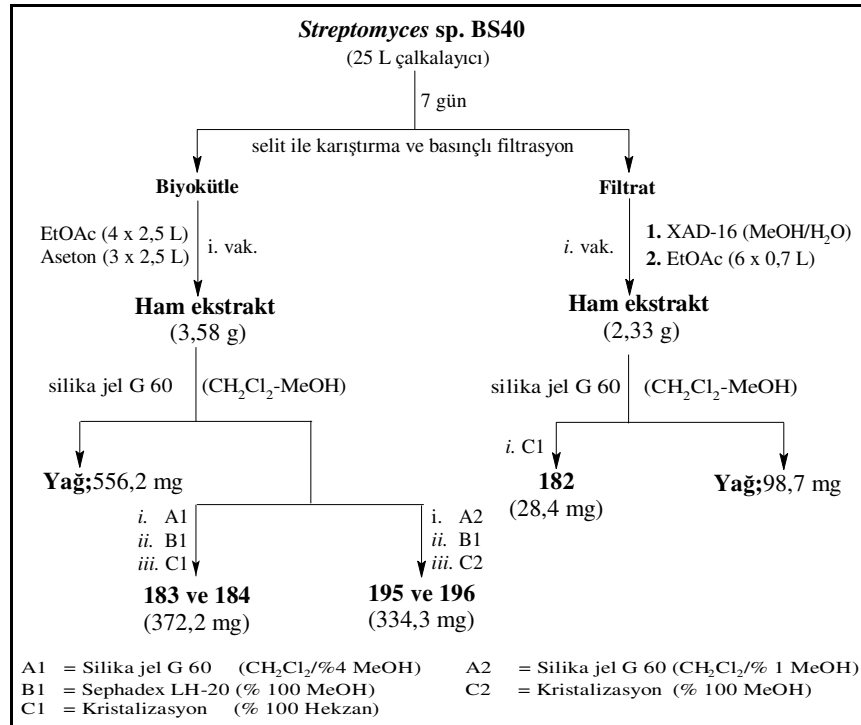 Streptomyces sp. BS40
(25 L çalkalayıcı)
7 gün
selit ile karıştırma ve basınçlı filtrasyon
Biyokütle
Filtrat
EtOAc (4 x 2,5 L)
Aseton (3 x 2,5 L)
i. vak.
i. vak.
1. XAD-16 (MeOH/H2O)
2. EtOAc (6 x 0,7 L)
Ham ekstrakt
(3,58 g)
Ham ekstrakt
(2,33 g)
silika jel G 60 (CH2Cl2-MeOH)
silika jel G 60 (CH2Cl2-MeOH)
Yağ;556,2 mg
i. C1
182
(28,4 mg)
Yağ;98,7 mg
i. A1
ii. B1
iii. C1
i. A2
ii. B1
iii. C2
183 ve 184
(372,2 mg)
195 ve 196
(334,3 mg)
A1 = Silika jel G 60 (CH2Cl2/%4 MeOH)
A2 = Silika jel G 60 (CH2Cl2/% 1 MeOH)
B1 = Sephadex LH-20 (% 100 MeOH)
C2 = Kristalizasyon (% 100 MeOH)
C1 = Kristalizasyon (% 100 Hekzan)